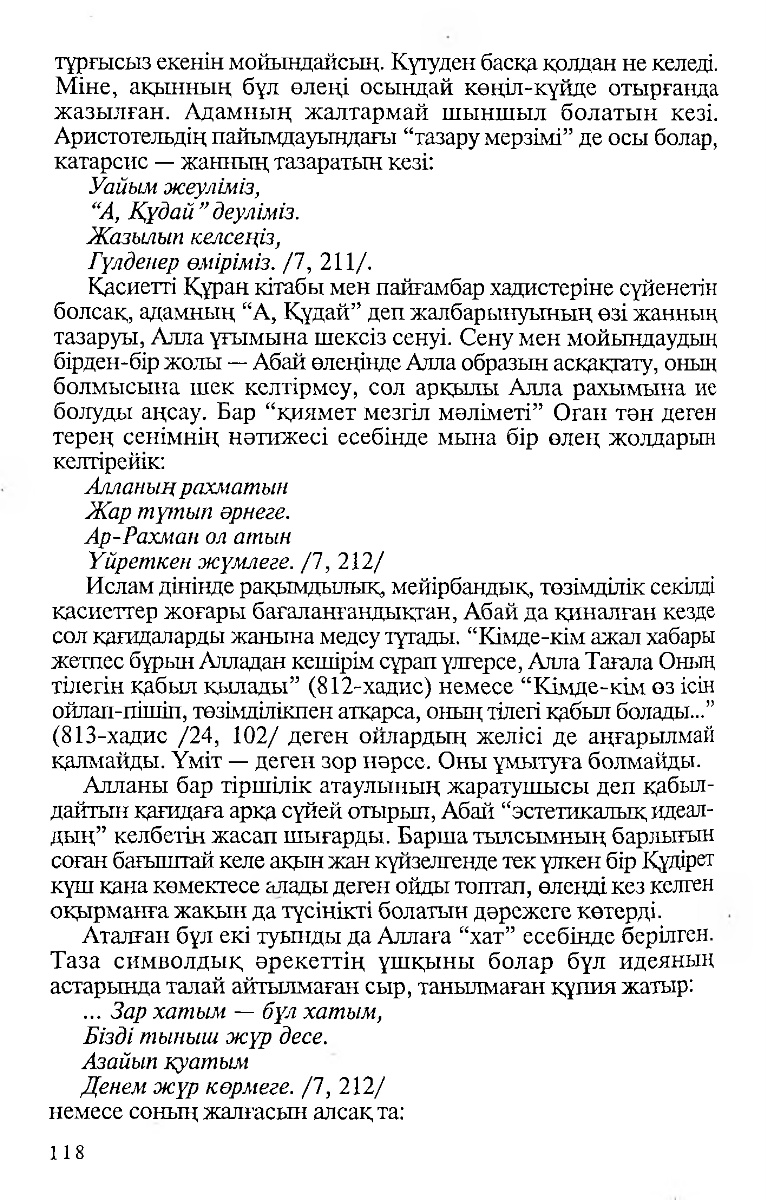 тұрғысыз екенін мойындайсың. Күтуден басқа қолдан не келеді.
Міне, ақынның бұл өлеңі осындай көңіл-күйде отырғанда
жазылған. Адамның жалтармай шыншыл болатын кезі.
Аристотельдің пайымдауындағы “тазару мерзімі” де осы болар,
катарсис — жанның тазаратын кезі:
Уайым жеуліміз,
“А, Құдай” деуліміз.
Жазылып келсеңіз,
Гүлденер өміріміз. /7, 211/.
Қасиетті Құран кітабы мен пайғамбар хадистеріне сүйенетін
болсақ, адамның “А, Құдай” деп жалбарынуының өзі жанның
тазаруы, Алла ұғымына шексіз сенуі. Сену мен мойындаудың
бірден-бір жолы — Абай өлеңінде Алла образын асқақтату, оның
болмысына шек келтірмеу, сол арқылы Алла рахымына ие
болуды аңсау. Бар “қиямет мезгіл мәліметі” Оған тән деген
терең сенімнің нәтижесі есебінде мына бір өлең жолдарын
келтірейік:
Алланың рахматын
Жар тұтып әрнеге.
Ар-Рахман ол атын
Үйреткен жүмлеге. /7, 212/
Ислам дінінде рақымдылық, мейірбандық, төзімділік секілді
қасиеттер жоғары бағаланғандықтан, Абай да қиналған кезде
сол қағидаларды жанына медеу тұтады. “Кімде-кім ажал хабары
жетпес бұрын Алладан кешірім сұрап үлгерсе, Алла Тағала Оның
тілегін қабыл қылады” (812-хадис) немесе “Кімде-кім өз ісін
ойлап-пішіп, төзімділікпен атқарса, оның тілегі қабыл болады...”
(813-хадис /24, 102/ деген ойлардың желісі де аңғарылмай
қалмайды. Үміт — деген зор нәрсе. Оны ұмытуға болмайды.
Алланы бар тіршілік атаулының жаратушысы деп қабыл-
дайтын қағидаға арқа сүйей отырып, Абай “эстетикалық идеал-
дың” келбетін жасап шығарды. Барша тылсымның барлығын
соған бағыштай келе ақын жан күйзелгенде тек үлкен бір Құдірет
күш қана көмектесе алады деген ойды топтап, өлеңді кез келген
оқырманға жақын да түсінікті болатын дәрежеге көтерді.
Аталған бұл екі туынды да Аллаға “хат” есебінде берілген.
Таза символдық әрекеттің ұшқыны болар бұл идеяның
астарында талай айтылмаған сыр, танылмаған құпия жатыр:
... Зар хатым — бұл хатым,
Бізді тыныш жүр десе.
Азайып қуатым
Денем жүр көрмеге. /7, 212/
немесе соның жалғасын алсақ та:
118